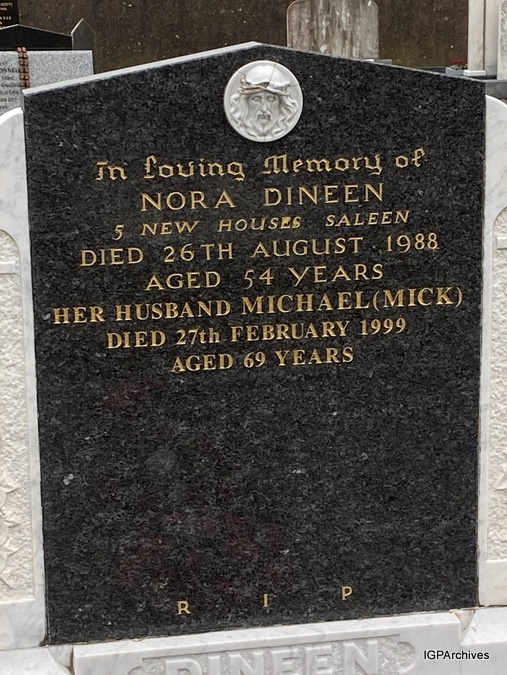 In Loving Memory of
NORA DINEEN
5 NEW HOUSES SALEEN
DIED 26TH AUGUST 1988
AGED 54 YEARS
HER HUSBAND MICHAEL (MICK)
DIED 27th FEBRUARY 1999
AGED 69 YEARS
R I P
DINEEN
IGPArchives